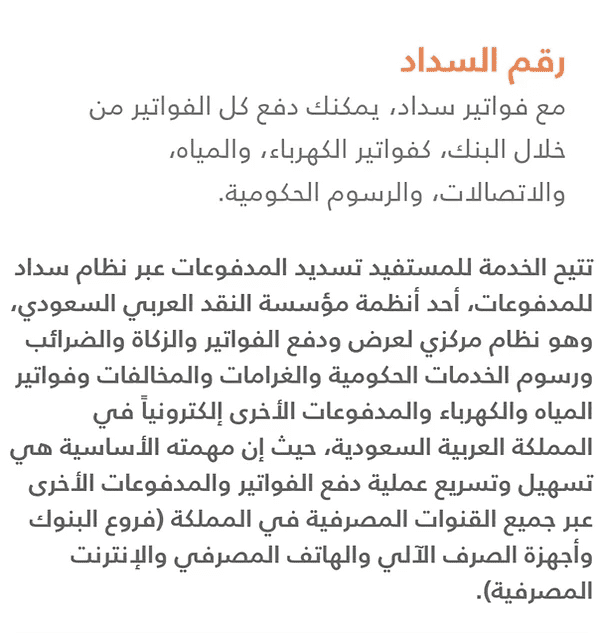 رقم السداد
مع فواتير سداد، يمكنك دفع كل الفواتير من
خلال البنك، كفواتير الكهرباء، والمياه،
والاتصالات، والرسوم الحكومية.
تتيح الخدمة للمستفيد تسديد المدفوعات عبر نظام سداد
للمدفوعات، أحد أنظمة مؤسسة النقد العربي السعودي،
وهو نظام مركزي لعرض ودفع الفواتير والزكاة والضرائب
ورسوم الخدمات الحكومية والغرامات والمخالفات وفواتير
المياه والكهرباء والمدفوعات الأخرى إلكترونياً في
المملكة العربية السعودية، حيث إن مهمته الأساسية هي
تسهيل وتسريع عملية دفع الفواتير والمدفوعات الأخرى
عبر جميع القنوات المصرفية في المملكة (فروع البنوك
وأجهزة الصرف الآلي والهاتف المصرفي والإنترنت
المصرفية).